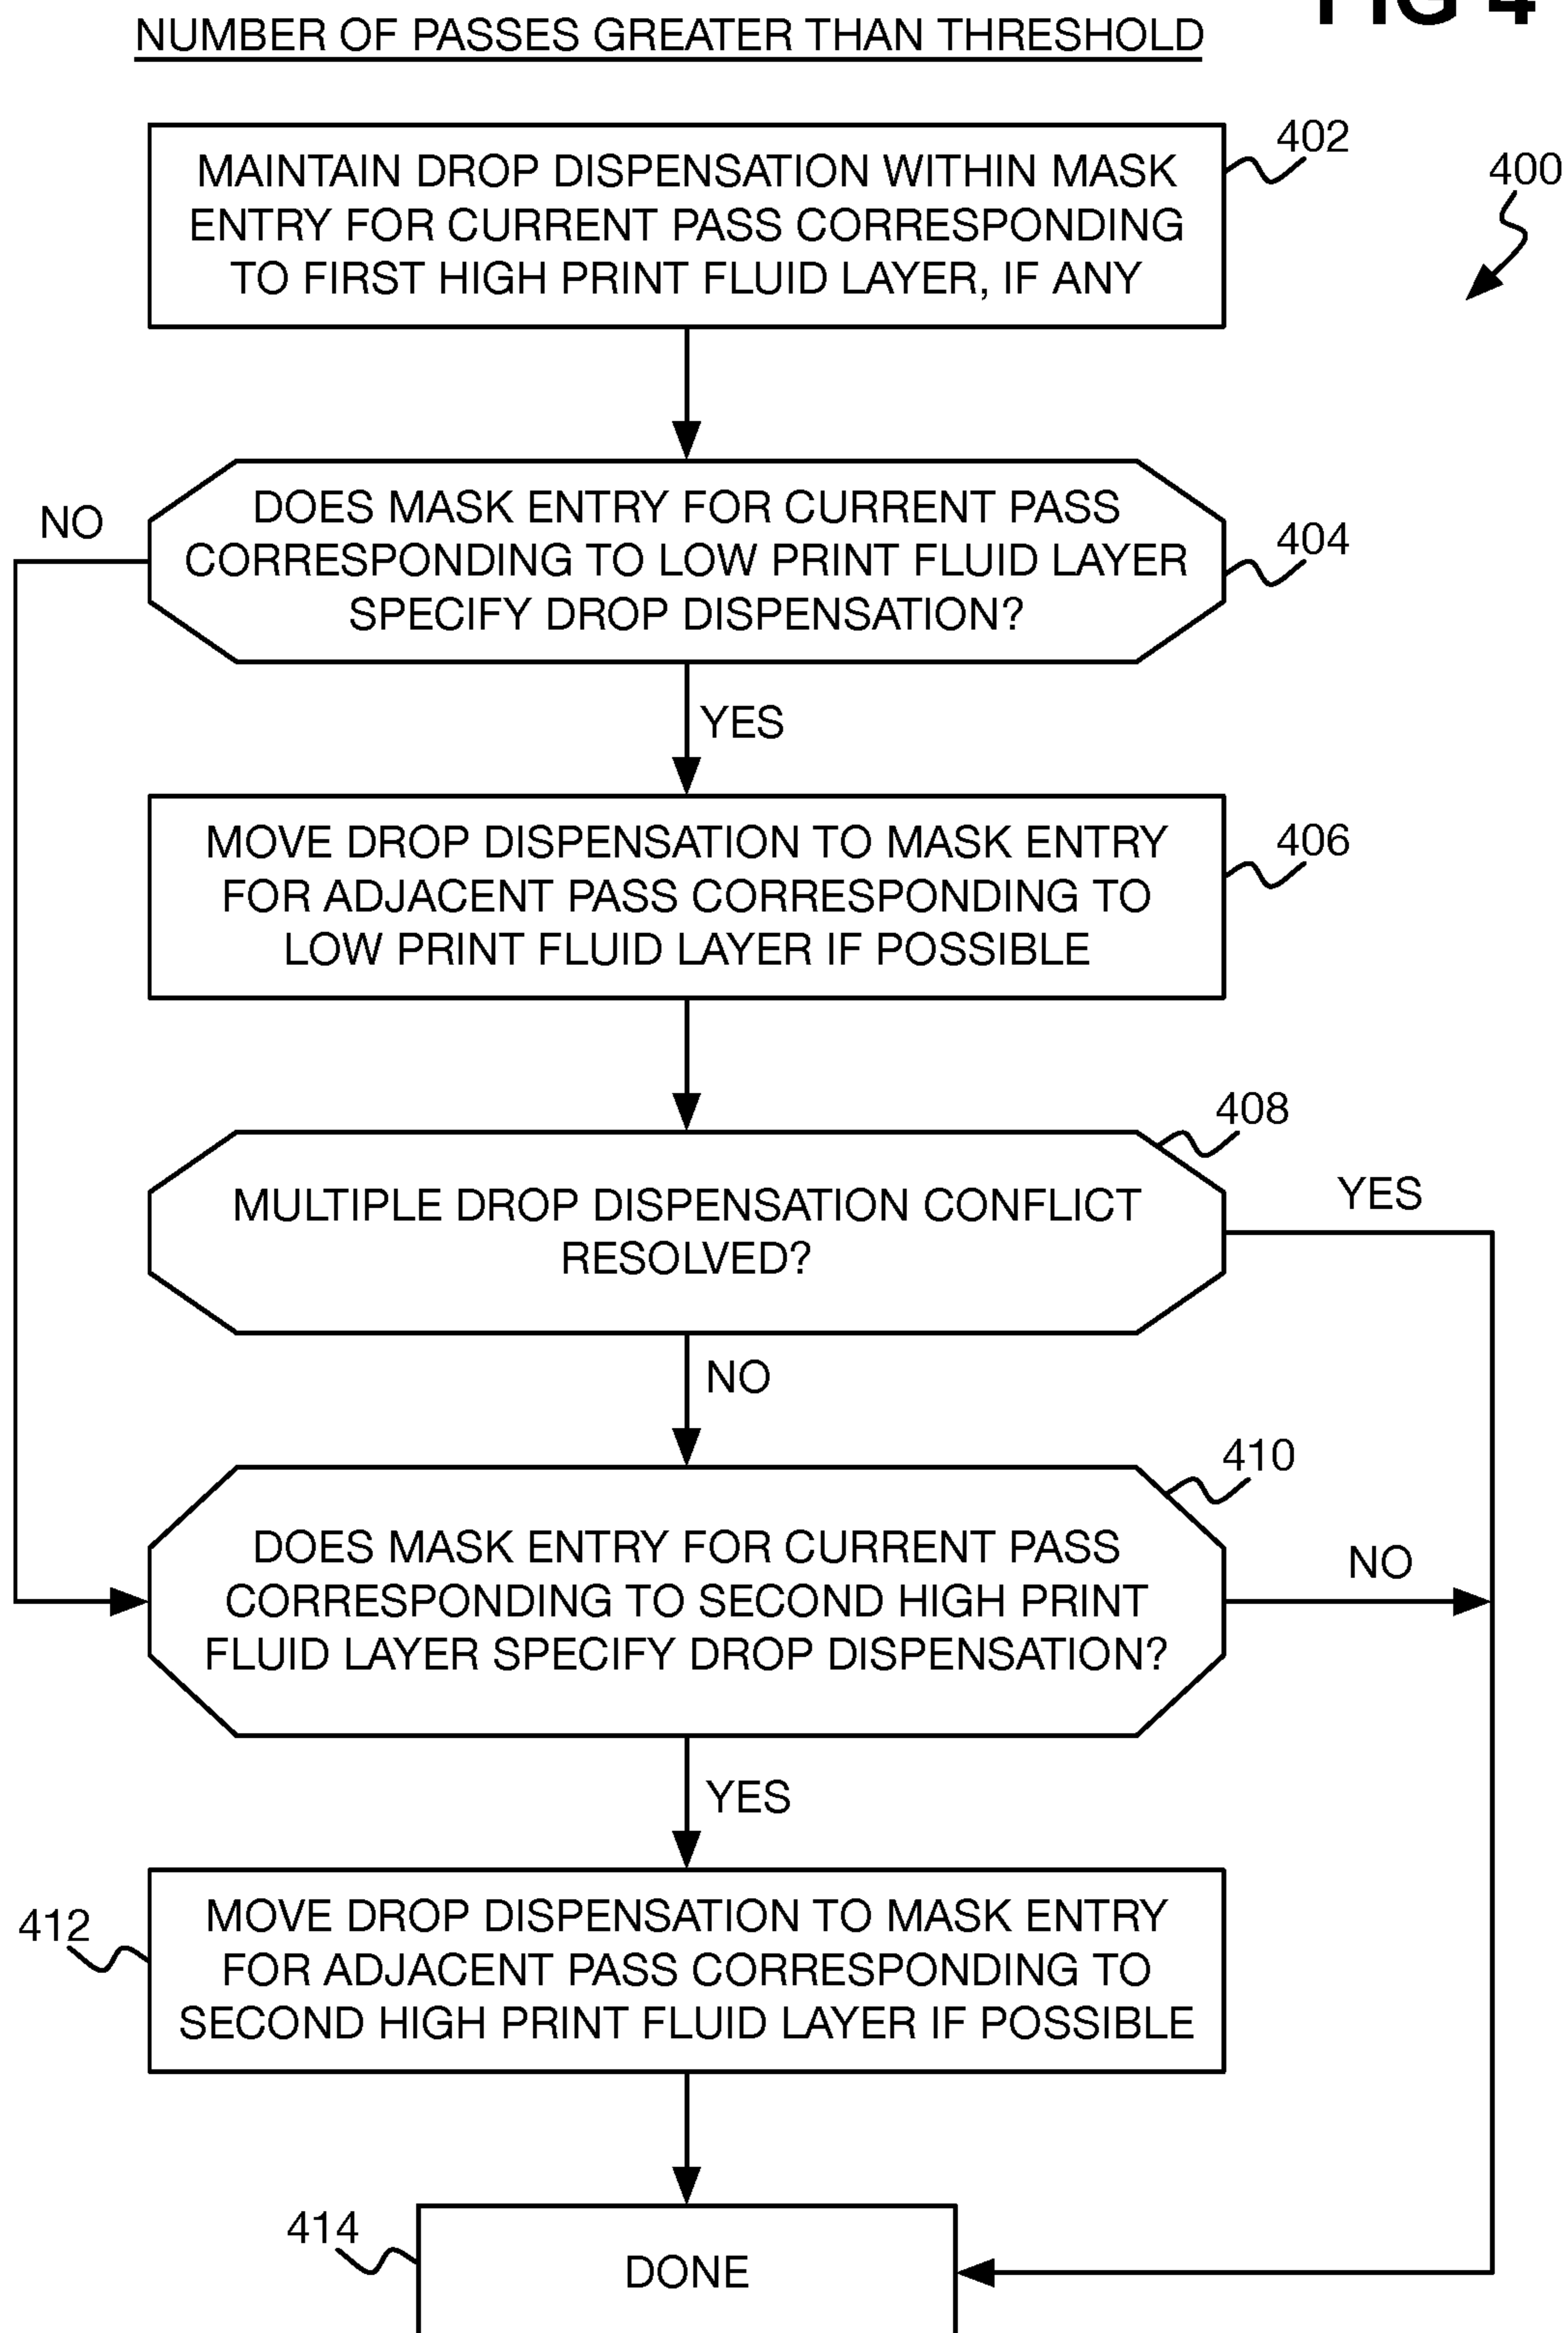 FIG 4
NUMBER OF PASSES GREATER THAN THRESHOLD
402
400
MAINTAIN DROP DISPENSATION WITHIN MASK
ENTRY FOR CURRENT PASS CORRESPONDING
TO FIRST HIGH PRINT FLUID LAYER, IF ANY
NO
DOES MASK ENTRY FOR CURRENT PASS
CORRESPONDING TO LOW PRINT FLUID LAYER
SPECIFY DROP DISPENSATION?
404
YES
MOVE DROP DISPENSATION TO MASK ENTRY
FOR ADJACENT PASS CORRESPONDING TO
LOW PRINT FLUID LAYER IF POSSIBLE
406
408
MULTIPLE DROP DISPENSATION CONFLICT
RESOLVED?
YES
NO
410
DOES MASK ENTRY FOR CURRENT PASS
CORRESPONDING TO SECOND HIGH PRINT
FLUID LAYER SPECIFY DROP DISPENSATION?
NO
YES
412
MOVE DROP DISPENSATION TO MASK ENTRY
FOR ADJACENT PASS CORRESPONDING TO
SECOND HIGH PRINT FLUID LAYER IF POSSIBLE
414
DONE